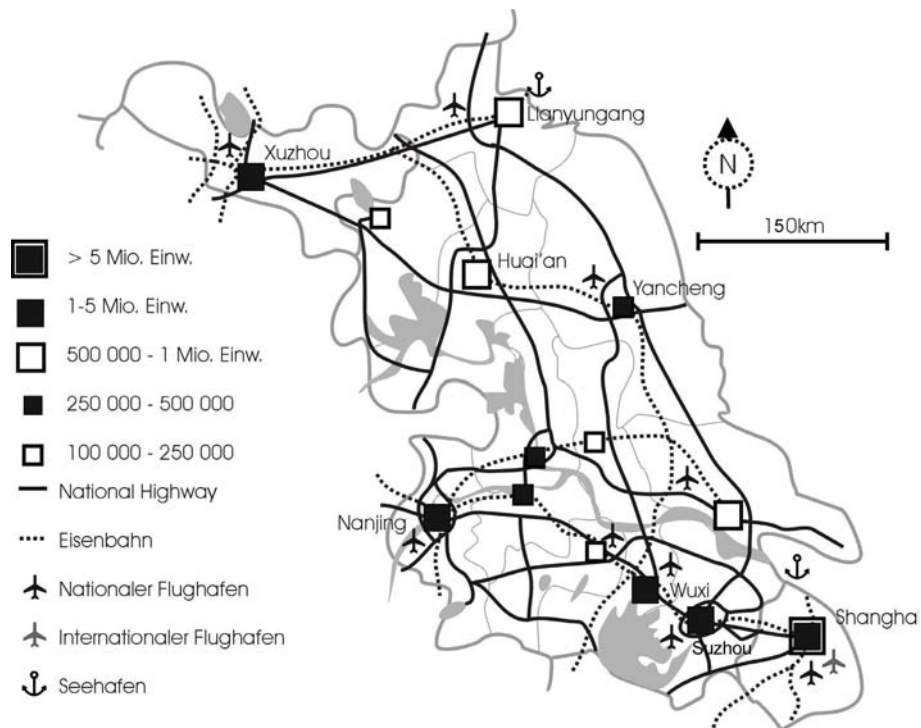 Lianyungang
Xuzhou
N
150km
Huai'an
Yancheng
> 5 Mio. Einw.
1-5 Mio. Einw.
500 000 - 1 Mio. Einw.
250 000 - 500 000
100 000 - 250 000
National Highway
Eisenbahn
Nationaler Flughafen
Internationaler Flughafen
Seehafen
Nanjing
Wuxi
Suzhou
Shangha